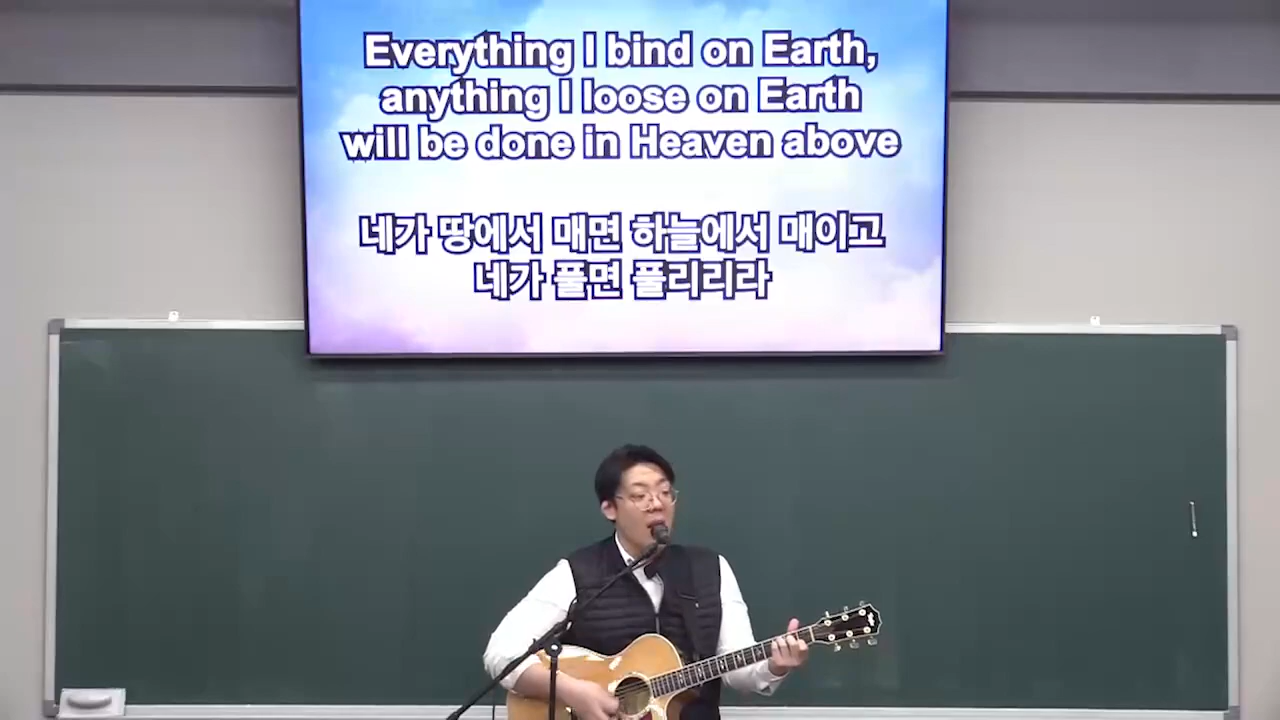 Everything I bind on Earth,
anything I loose on Earth
will be done in Heaven above
네가 땅에서 매면 하늘에서 매이고
네가 풀면 풀리리라